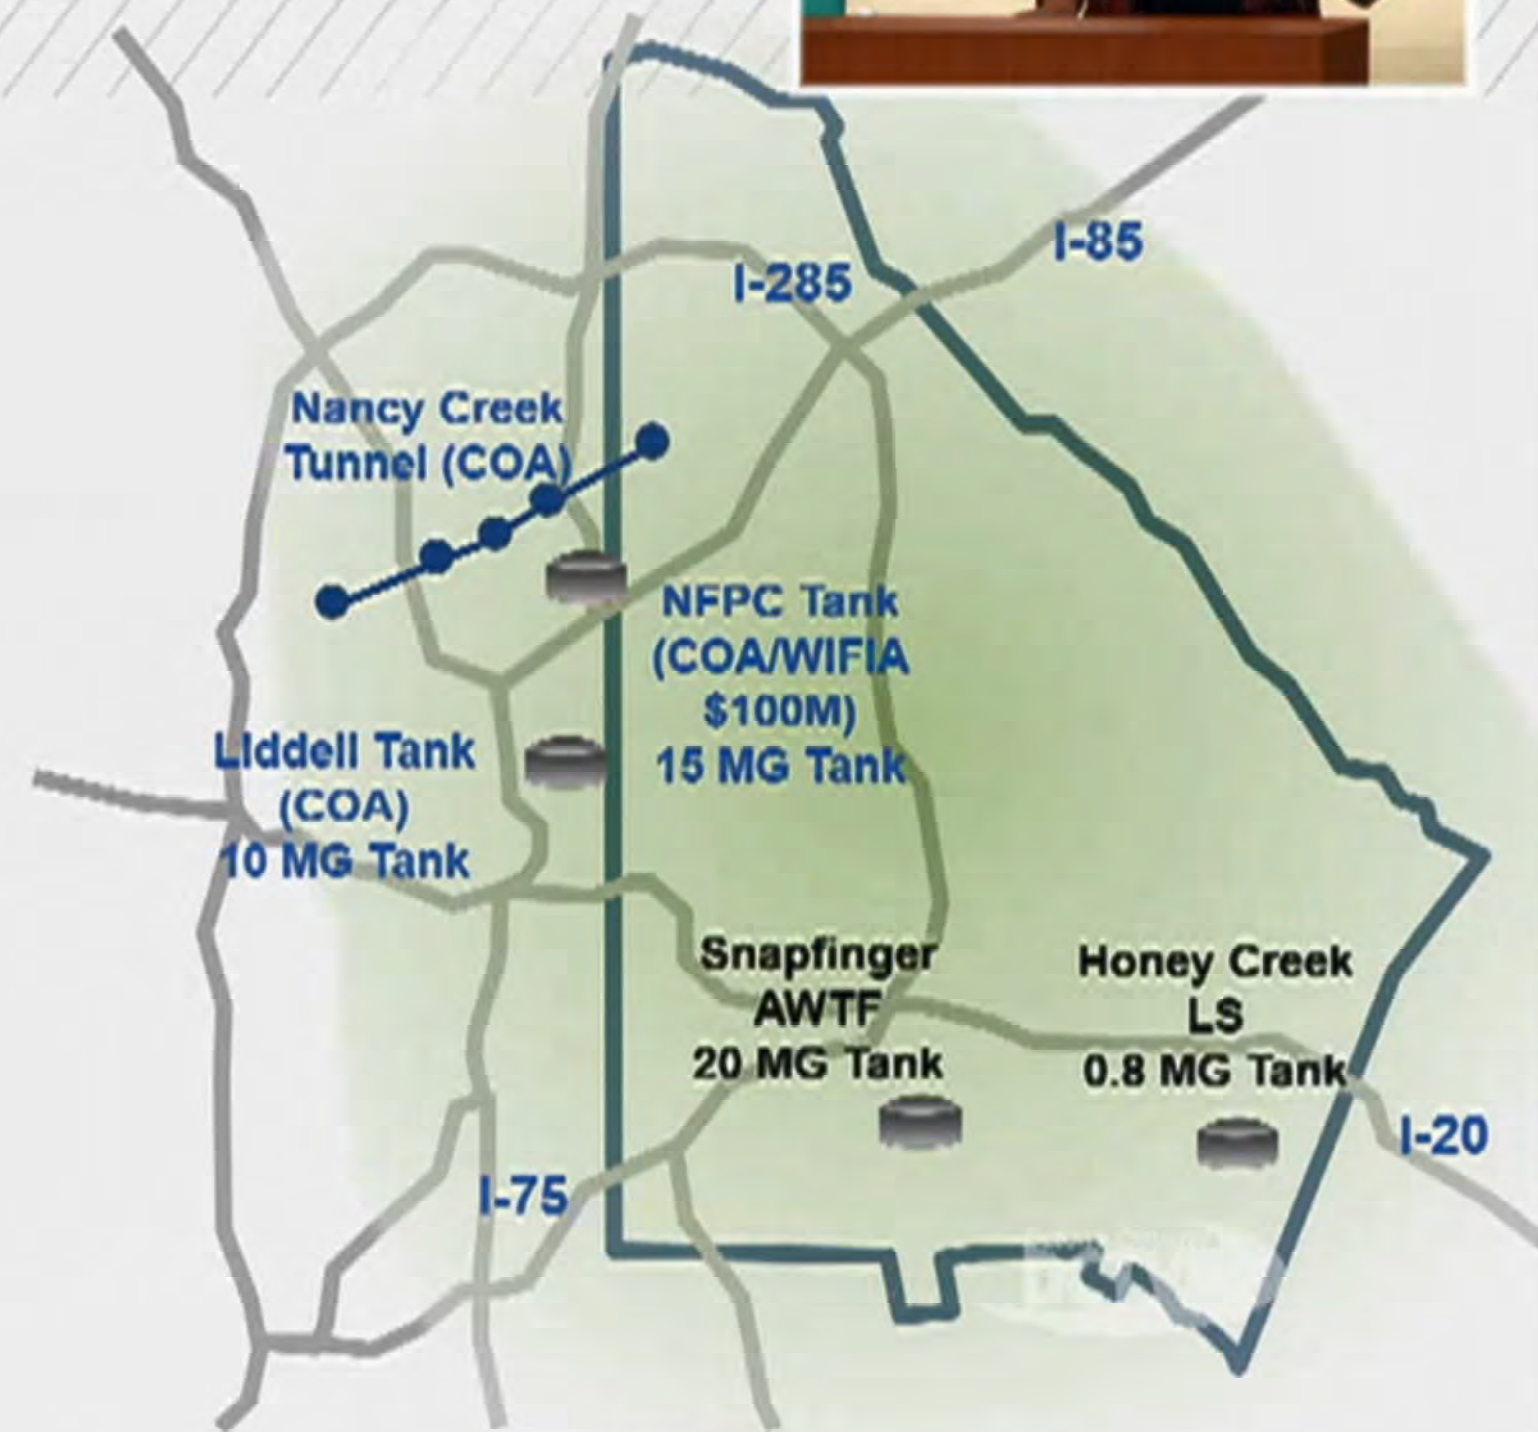 I-85
I-285
Nancy Creek
Tunnel (COA)
NFPC Tank
(COA/WIFIA
$100M)
15 MG Tank
Liddell Tank
(COA)
10 MG Tank
Snapfinger
AWTF
20 MG Tank
Honey Creek
LS
0.8 MG Tank
I-20
I-75